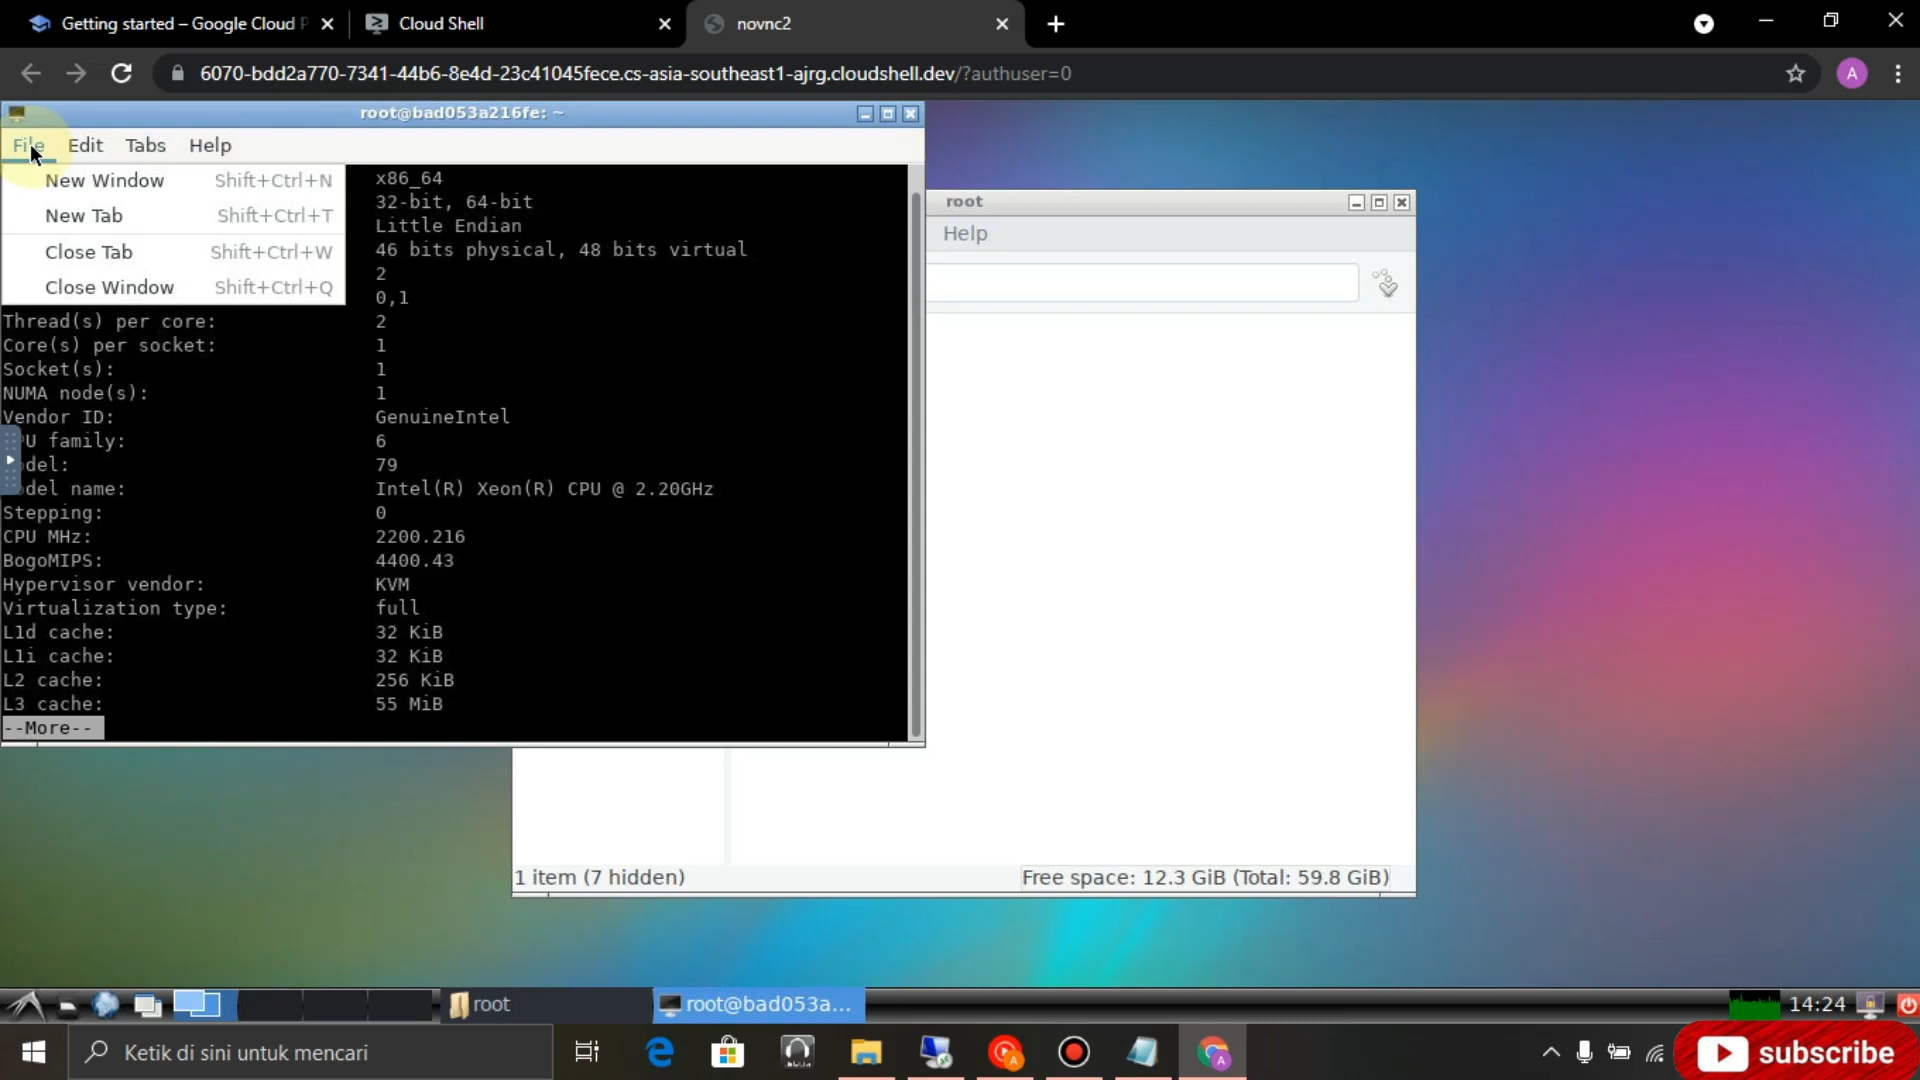 Getting started – Google Cloud P
Cloud Shell
novnc2
6070-bdd2a770-7341-44b6-8e4d-23c41045fece.cs-asia-southeast1-ajrg.cloudshell.dev/?authuser=0
A
root@bad053a216fe: ~
File Edit Tabs Help
New Window Shift+Ctrl+N
New Tab Shift+Ctrl+T
Close Tab Shift+Ctrl+W
Close Window Shift+Ctrl+Q
x86_64
32-bit, 64-bit
Little Endian
46 bits physical, 48 bits virtual
2
0,1
Thread(s) per core: 2
Core(s) per socket: 1
Socket(s): 1
NUMA node(s): 1
Vendor ID: GenuineIntel
PU family: 6
del: 79
odel name: Intel(R) Xeon(R) CPU @ 2.20GHz
Stepping: 0
CPU MHz: 2200.216
BogoMIPS: 4400.43
Hypervisor vendor: KVM
Virtualization type: full
L1d cache: 32 KiB
L1i cache: 32 KiB
L2 cache: 256 KiB
L3 cache: 55 MiB
--More--
root
Help
1 item (7 hidden) Free space: 12.3 GiB (Total: 59.8 GiB)
root
root@bad053a...
14:24
Ketik di sini untuk mencari
A
A
subscribe